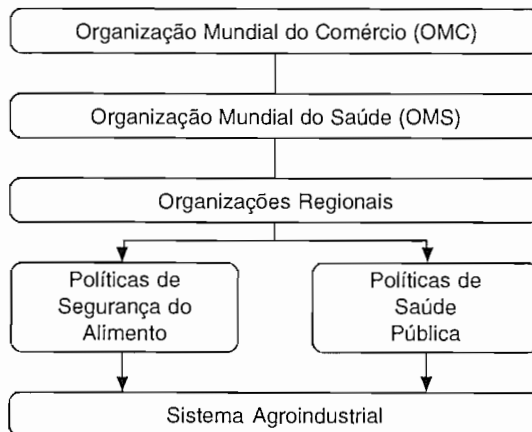 Organização Mundial do Comércio (OMC)
Organização Mundial do Saúde (OMS)
Organizações Regionais
Políticas de
Segurança do
Alimento
Políticas de
Saúde
Pública
Sistema Agroindustrial